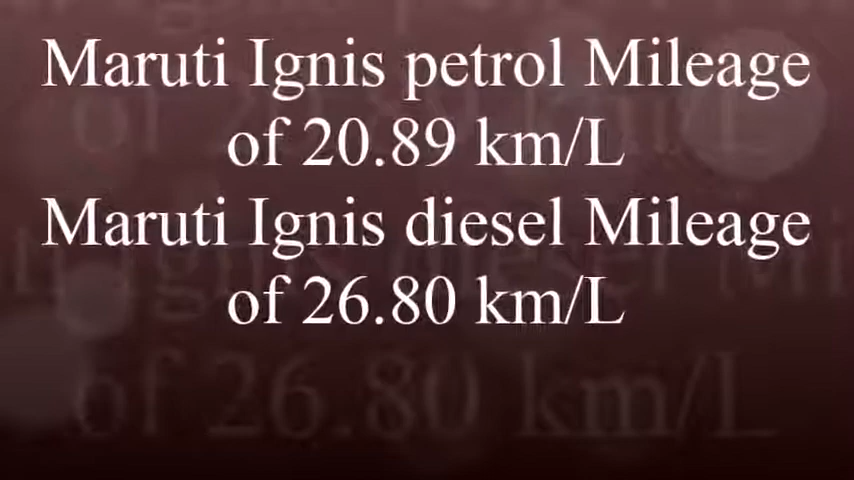 Maruti Ignis petrol Mileage
of 20.89 km/L
Maruti Ignis diesel Mileage
of 26.80 km/L